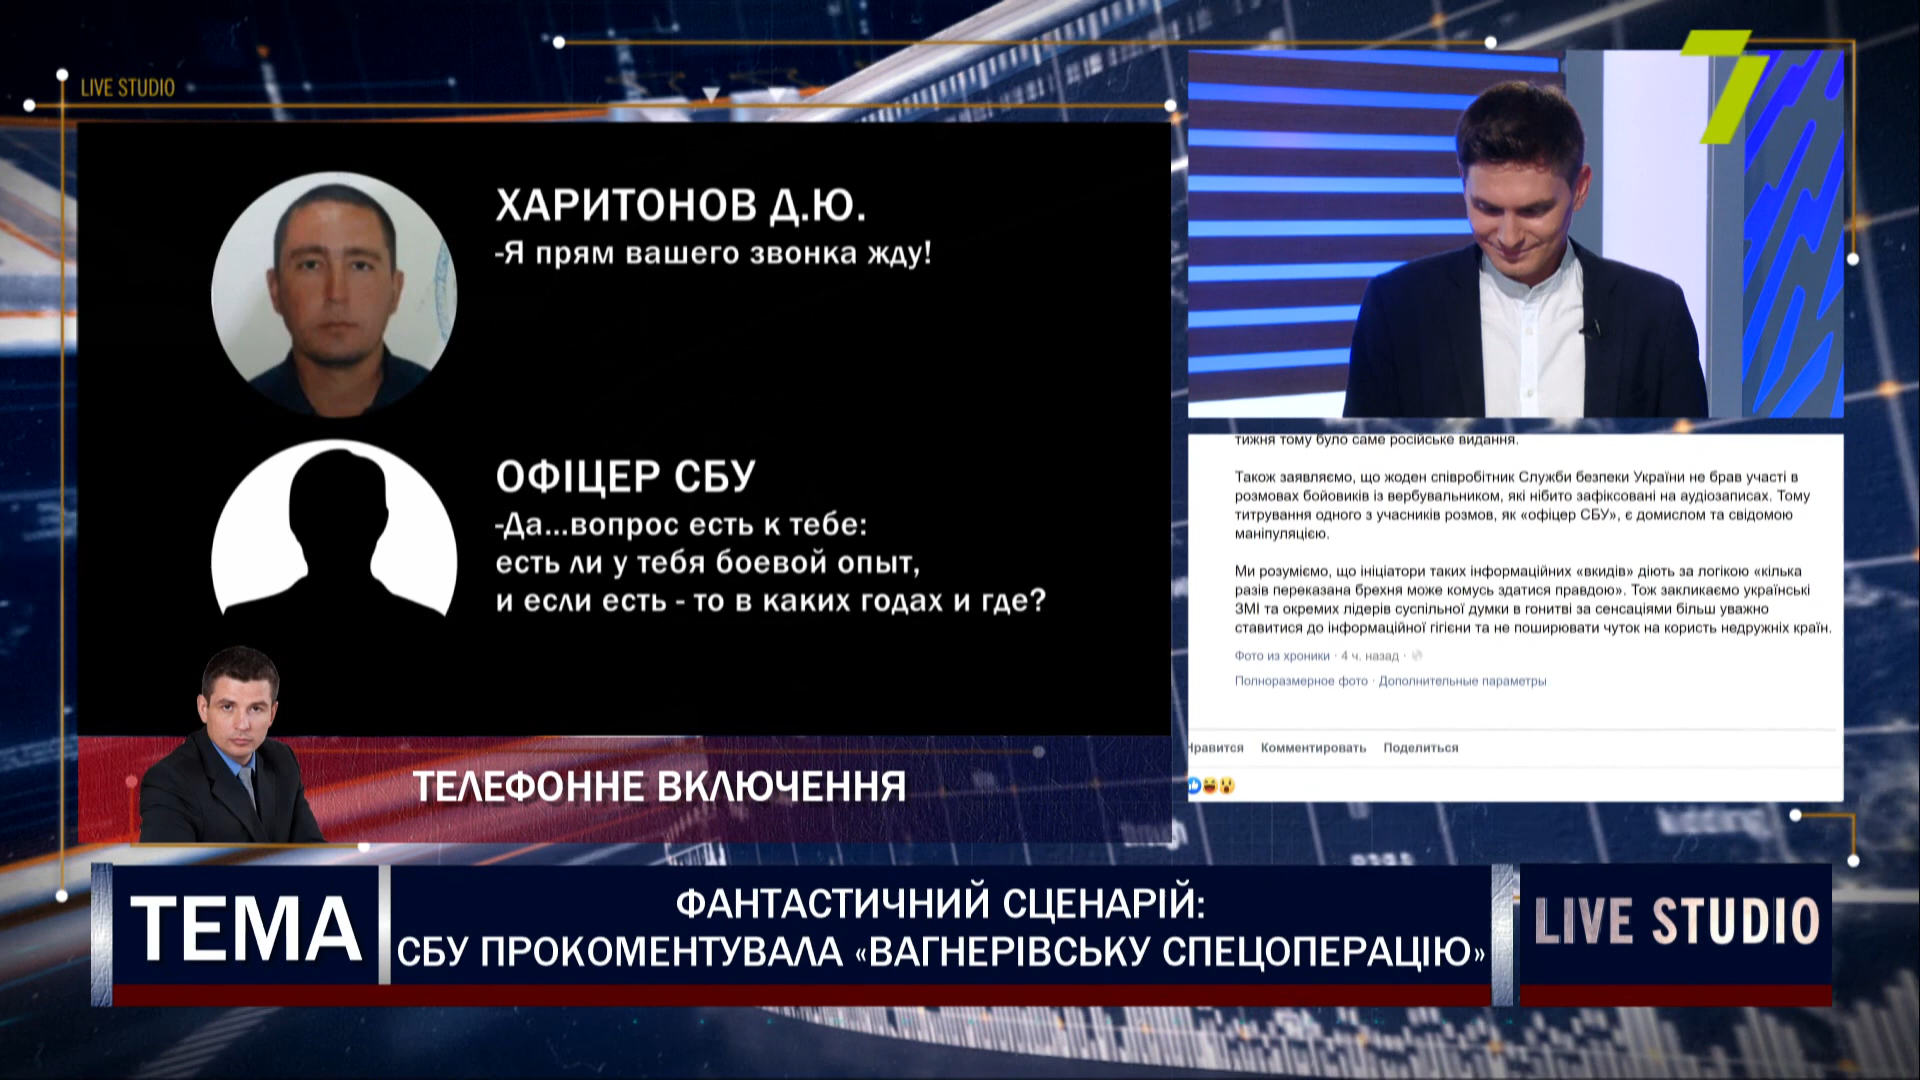 LIVE STUDIO
7
ХАРИТОНОВ Д.Ю.
-Я прям вашего звонка жду!
ОФІЦЕР СБУ
-Да...вопрос есть к тебе:
есть ли у тебя боевой опыт,
и если есть - то в каких годах и где?
тижня тому було саме російське видання.
Також заявляємо, що жоден співробітник Служби безпеки України не брав участі в
розмовах бойовиків із вербувальником, які нібито зафіксовані на аудіозаписах. Тому
титрування одного з учасників розмов, як «офіцер СБУ», є домислом та свідомою
маніпуляцією.
Ми розуміємо, що ініціатори таких інформаційних «вкидів» діють за логікою «кілька
разів переказана брехня може комусь здатися правдою». Тож закликаємо українські
ЗМІ та окремих лідерів суспільної думки в гонитві за сенсаціями більш уважно
ставитися до інформаційної гігієни та не поширювати чуток на користь недружніх країн.
Фото из хроники · 4 ч. назад ·
Полноразмерное фото · Дополнительные параметры
Нравится Комментировать Поделиться
ТЕЛЕФОННЕ ВКЛЮЧЕННЯ
ТЕМА
ФАНТАСТИЧНИЙ СЦЕНАРІЙ:
СБУ ПРОКОМЕНТУВАЛА «ВАГНЕРІВСЬКУ СПЕЦОПЕРАЦІЮ»
LIVE STUDIO